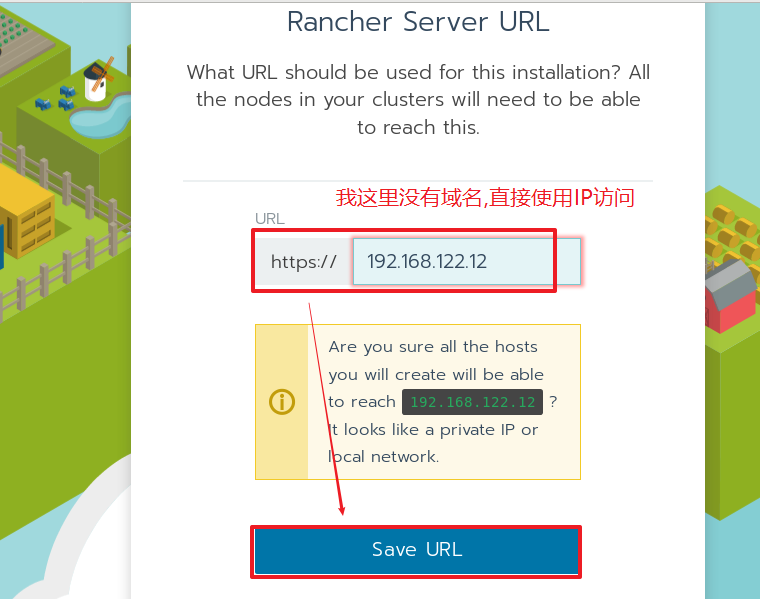 Rancher Server URL
What URL should be used for this installation? All
the nodes in your clusters will need to be able
to reach this.
我这里没有域名,直接使用IP访问
URL
https:// 192.168.122.12
Are you sure all the hosts
you will create will be able
to reach 192.168.122.12 ?
It looks like a private IP or
local network.
Save URL